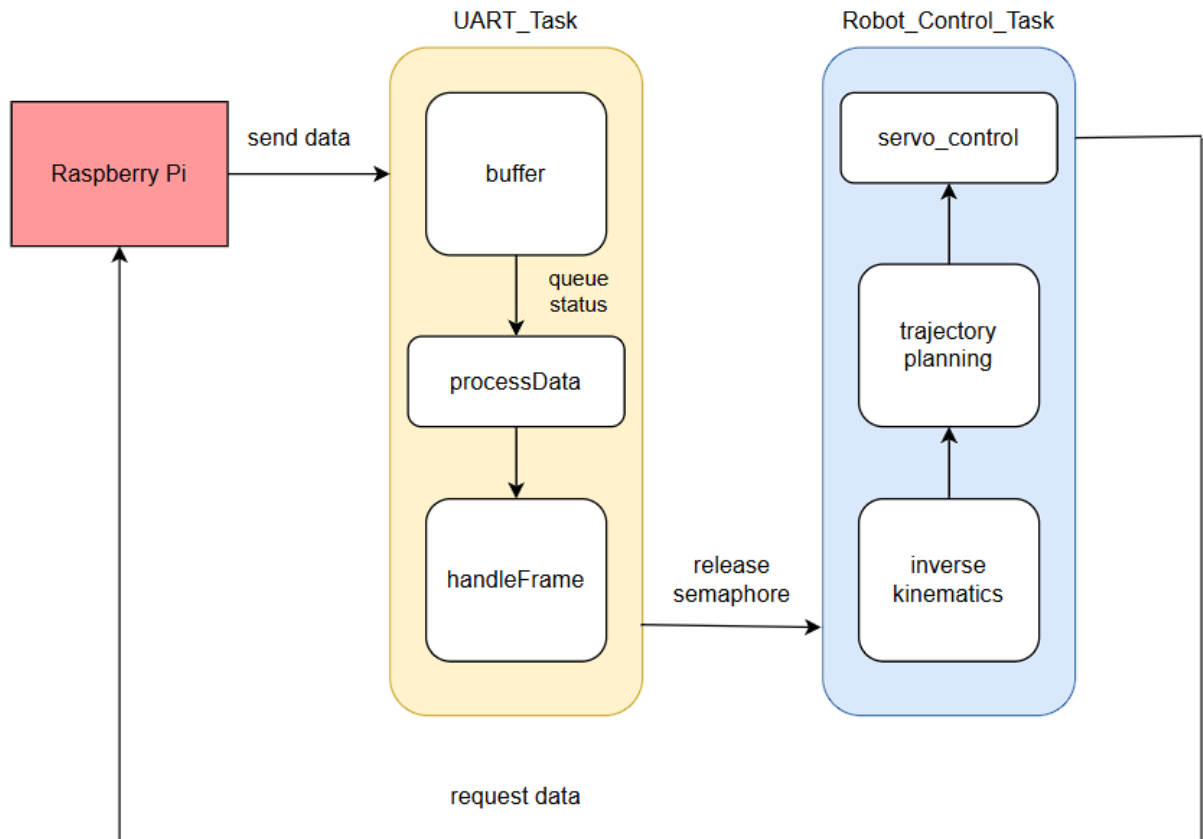 UART_Task
Robot_Control_Task
Raspberry Pi
send data
buffer
queue
status
processData
handleFrame
release
semaphore
servo_control
trajectory
planning
inverse
kinematics
request data